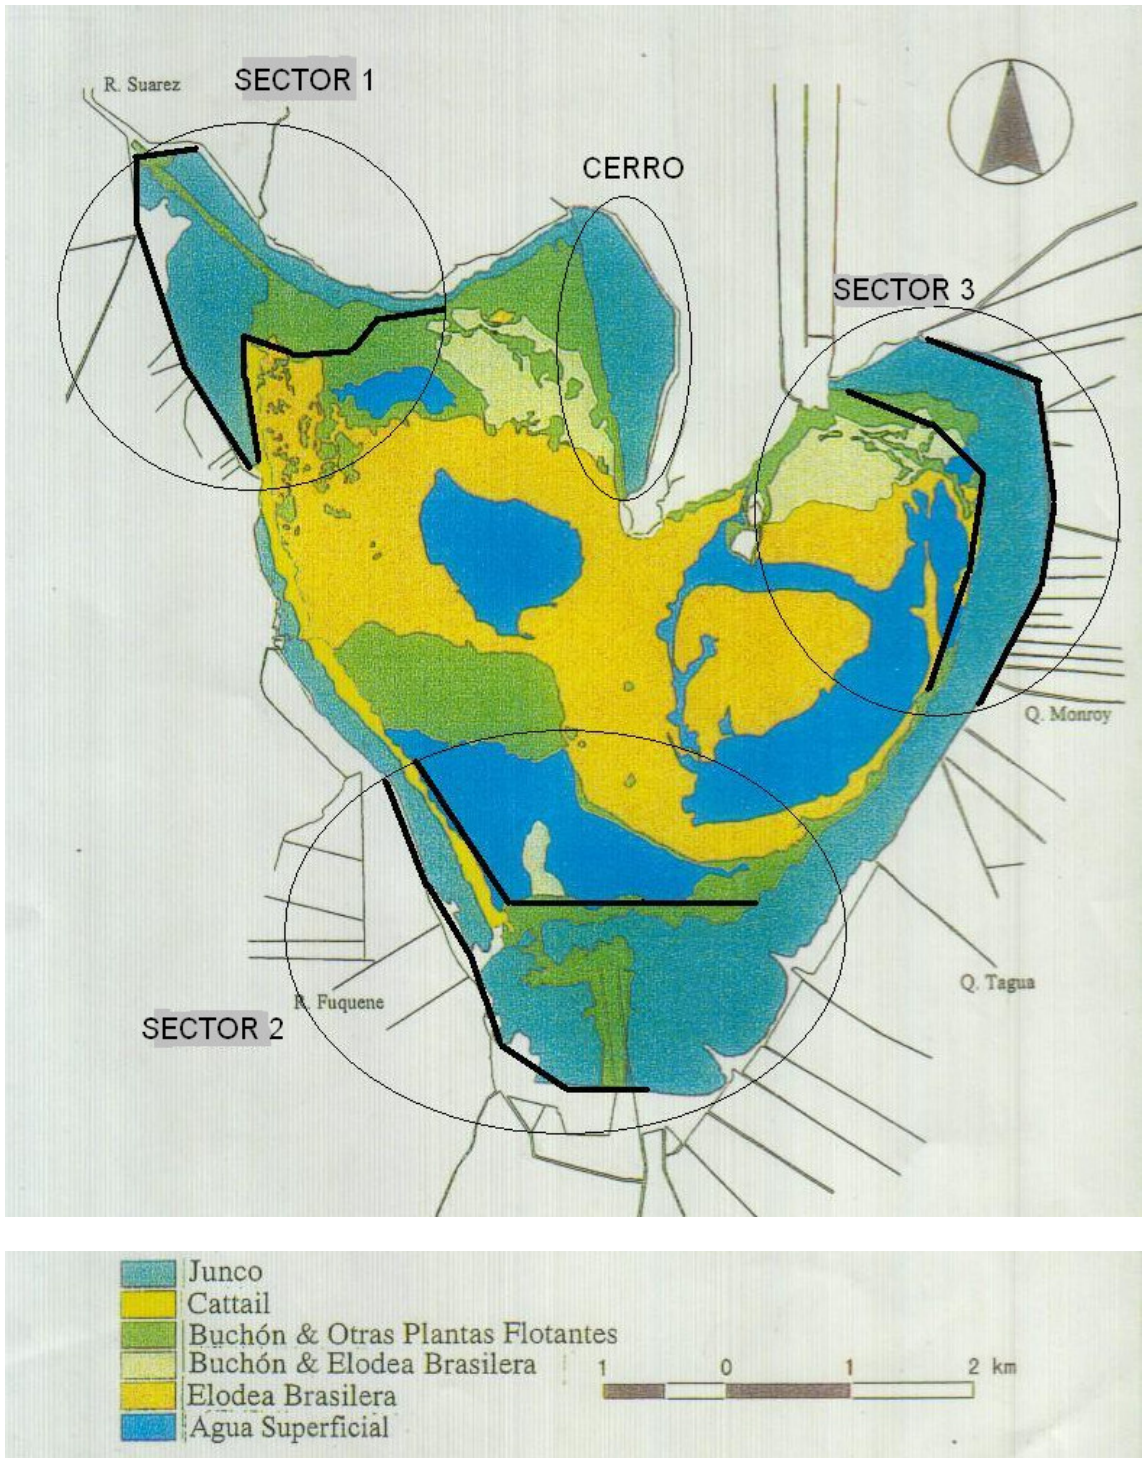 R. Suarez
SECTOR 1
CERRO
SECTOR 3
Q. Monroy
Q. Tagua
R. Fuquene
SECTOR 2
Junco
Cattail
Buchón & Otras Plantas Flotantes
Buchón & Elodea Brasilera
1 0 1 2 km
Elodea Brasilera
Agua Superficial